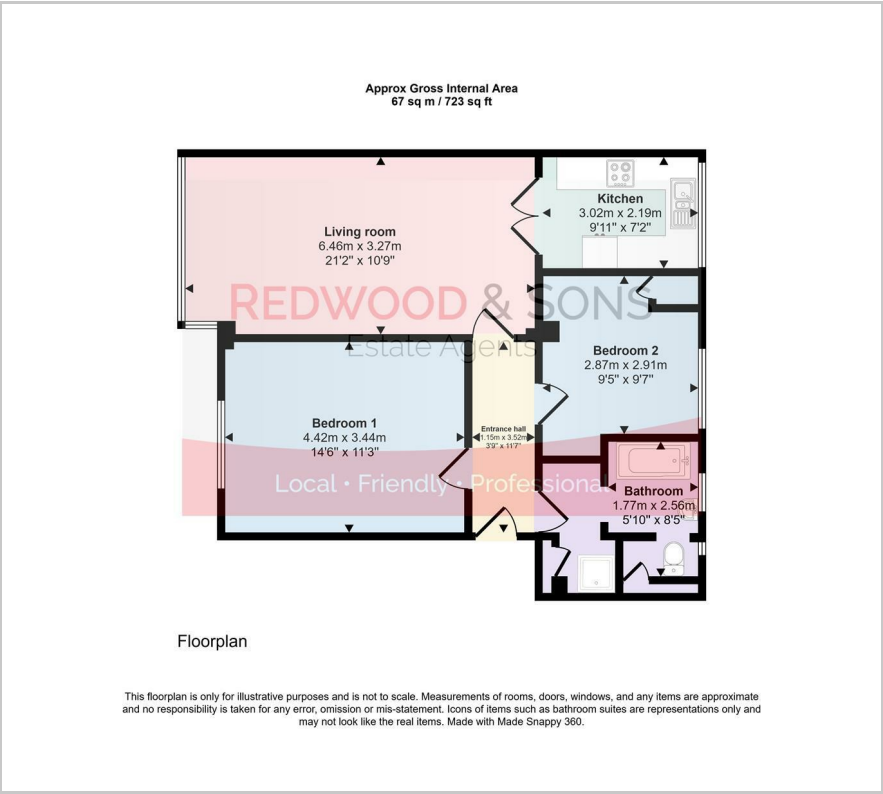 Approx Gross Internal Area
67 sq m / 723 sq ft
Living room
6.46m x 3.27m
21'2" x 10'9"
Kitchen
3.02m x 2.19m
9'11" x 7'2"
REDWOOD & SONS
Estate Agents
Bedroom 2
2.87m x 2.91m
9'5" x 9'7"
Bedroom 1
4.42m x 3.44m
14'6" x 11'3"
Entrance hall
1.15m x 3.52m
3'9" x 11'7"
Local • Friendly • Professional
Bathroom
1.77m x 2.56m
5'10" x 8'5"
Floorplan
This floorplan is only for illustrative purposes and is not to scale. Measurements of rooms, doors, windows, and any items are approximate
and no responsibility is taken for any error, omission or mis-statement. Icons of items such as bathroom suites are representations only and
may not look like the real items. Made with Made Snappy 360.